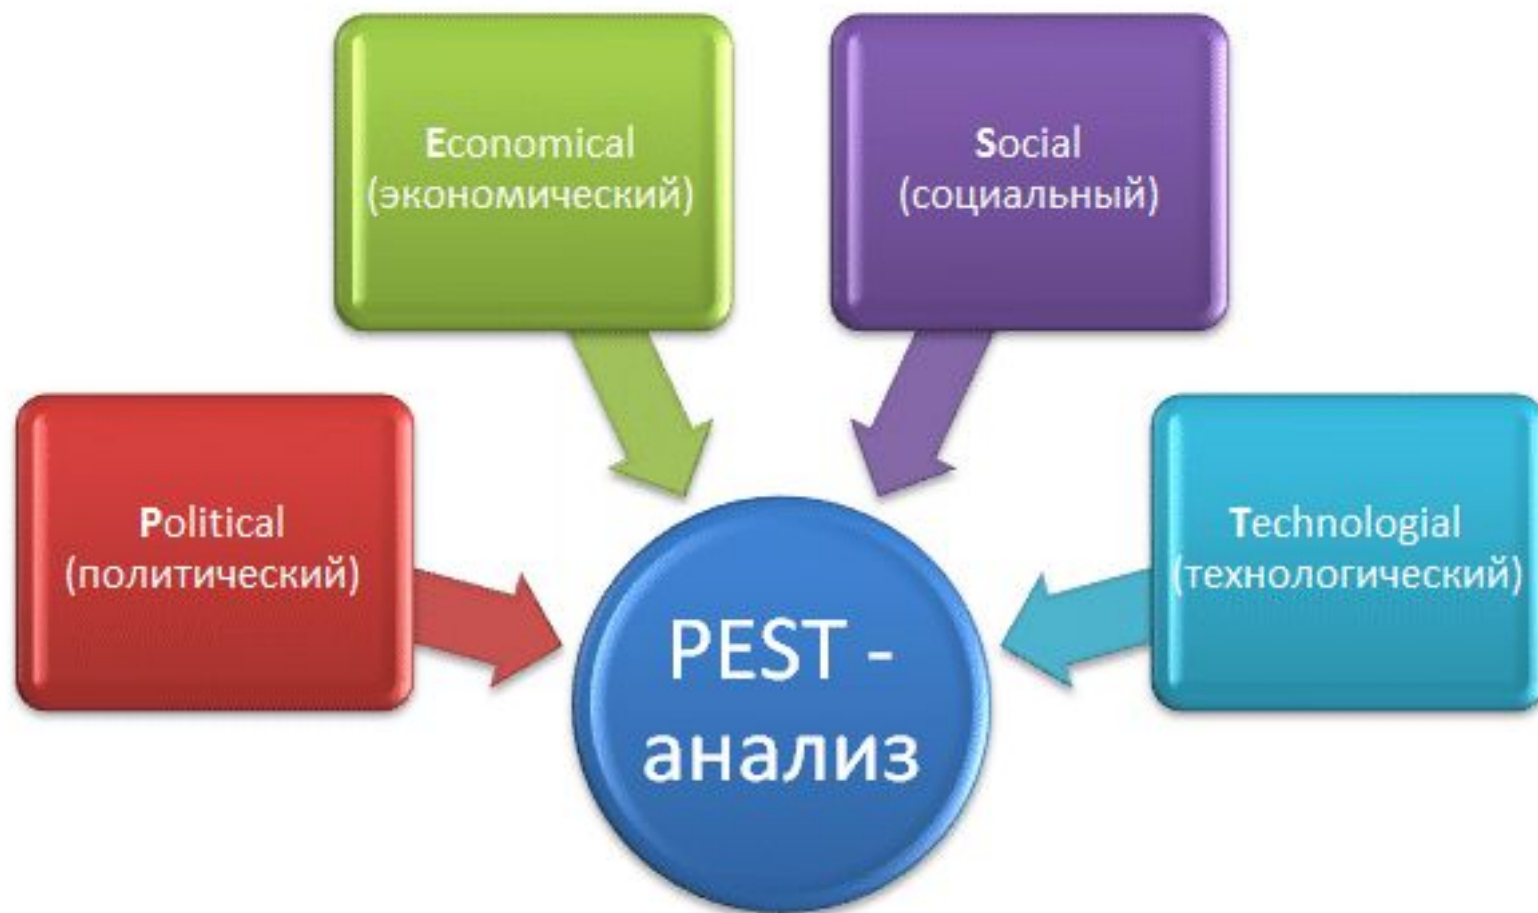 Economical
(экономический)
Social
(социальный)
Political
(политический)
Technologial
(технологический)
PEST -
анализ